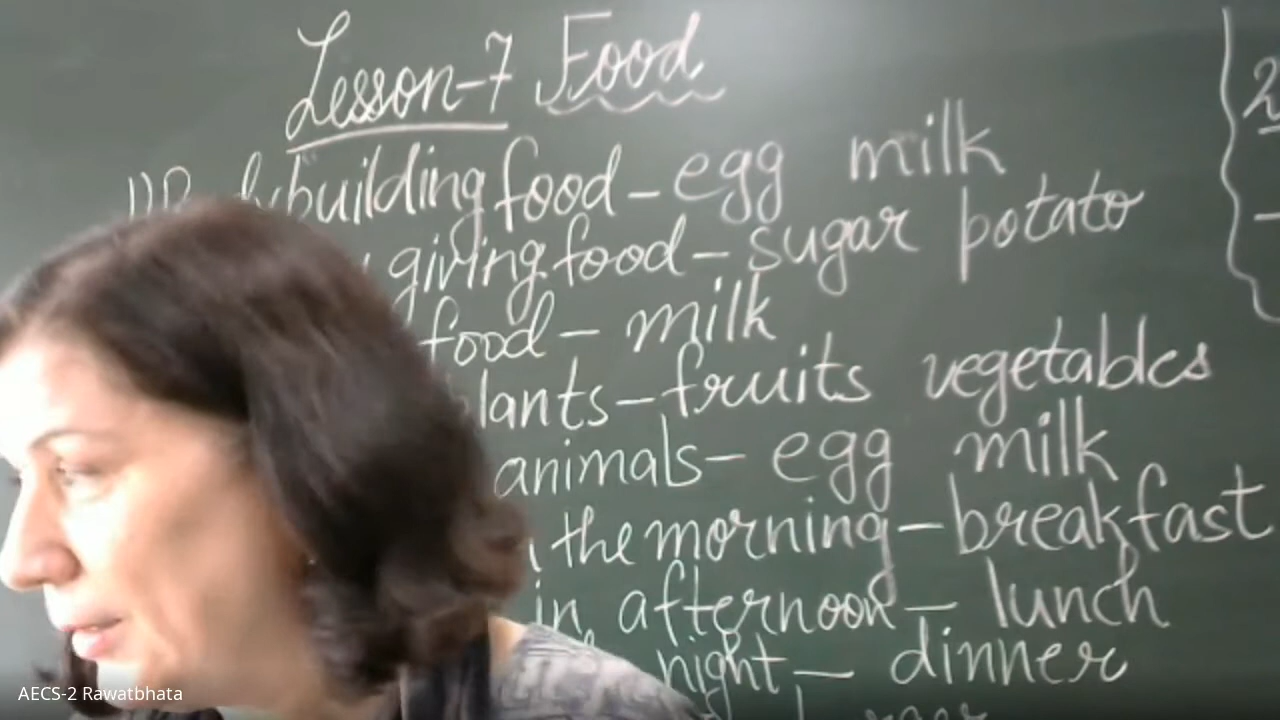 Lesson-7 Food
building food - egg milk
giving food - sugar potato
food - milk
lants - fruits vegetables
animals - egg milk
the morning - breakfast
in afternoon - lunch
night - dinner
AECS-2 Rawatbhata